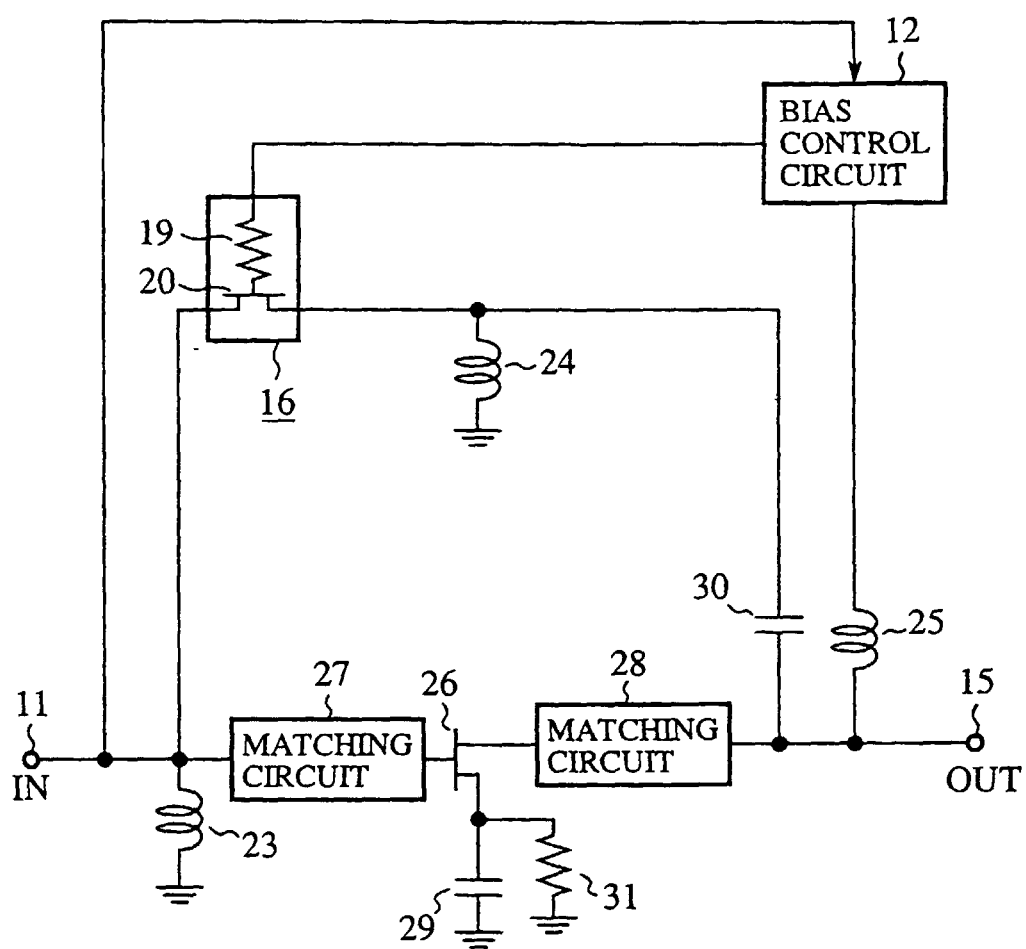 12
BIAS
CONTROL
CIRCUIT
19
20
16
24
30
25
27
26
28
15
11
MATCHING
CIRCUIT
MATCHING
CIRCUIT
IN
OUT
23
29
31